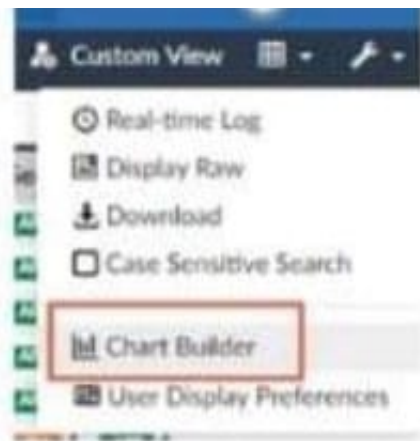 Custom View
Real-time Log
Display Raw
Download
Case Sensitive Search
Chart Builder
User Display Preferences